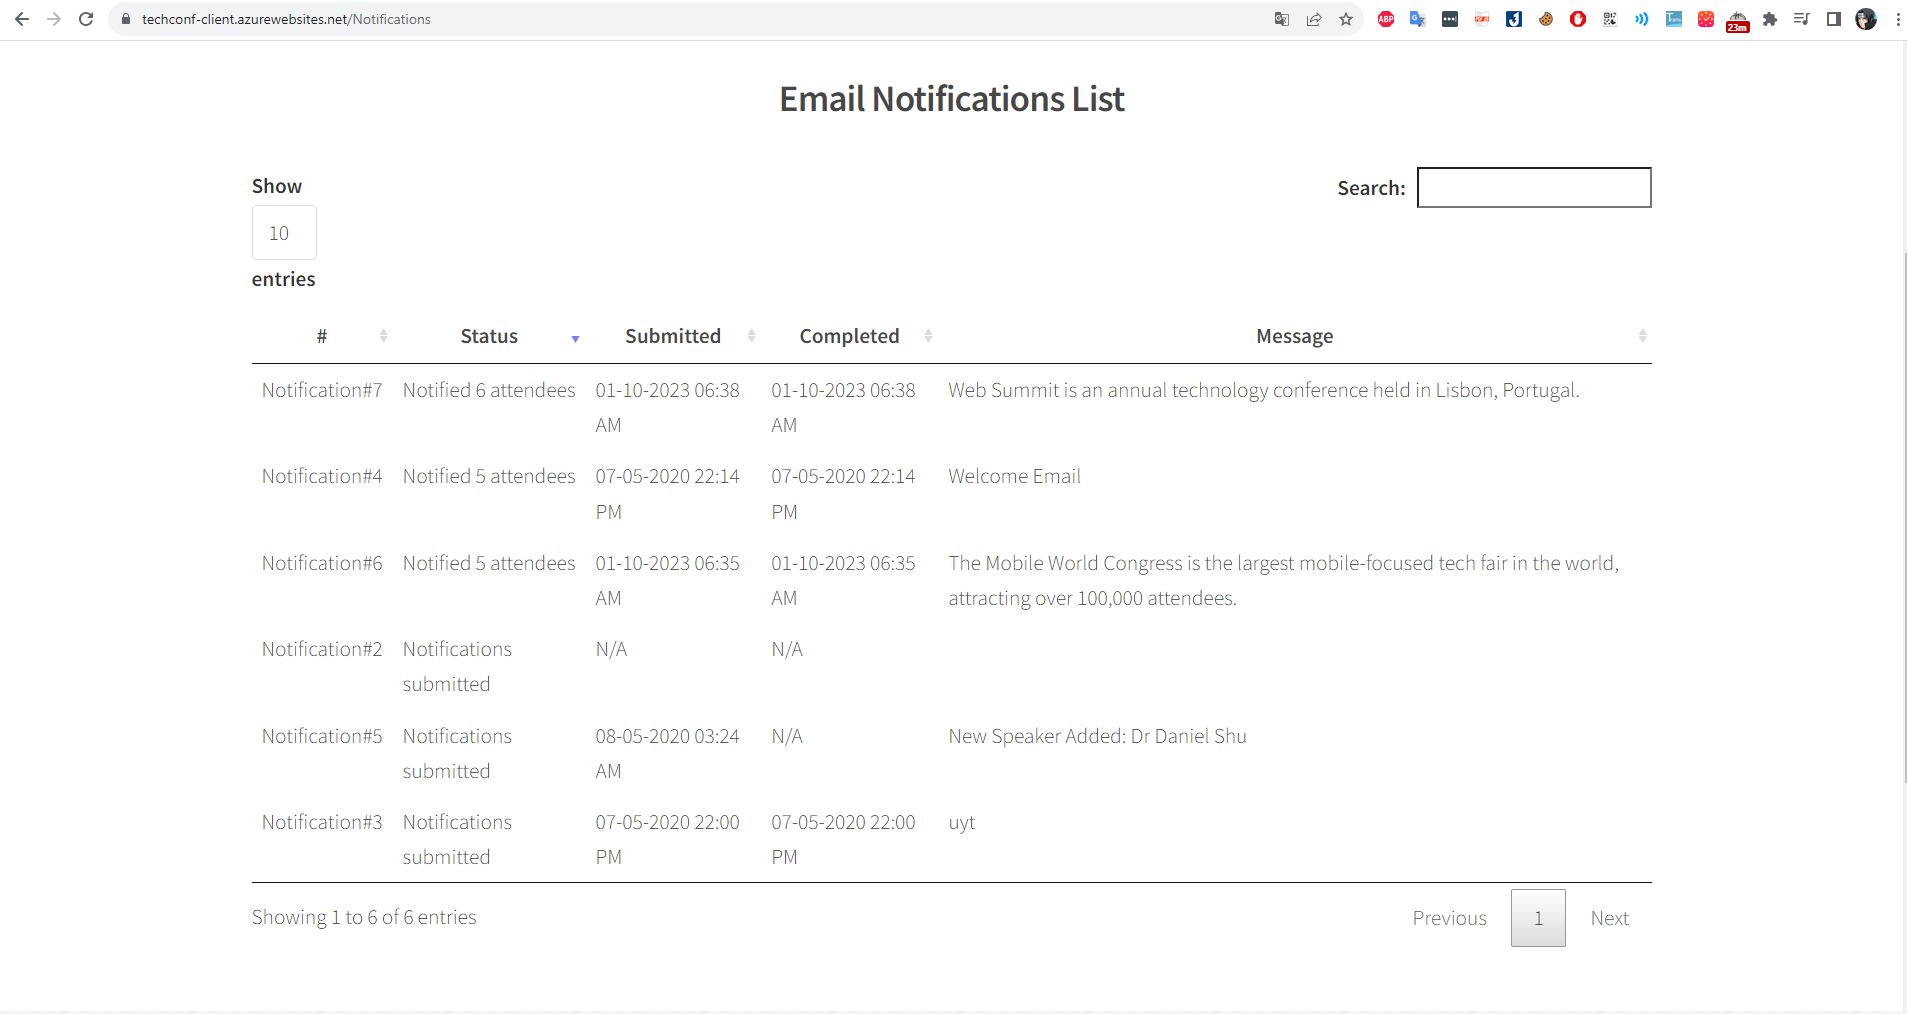 techconf-client.azurewebsites.net/Notifications
ABP
23m
Email Notifications List
Show
Search:
10
entries
# Status Submitted Completed Message
Notification#7 Notified 6 attendees 01-10-2023 06:38 01-10-2023 06:38 Web Summit is an annual technology conference held in Lisbon, Portugal.
AM AM
Notification#4 Notified 5 attendees 07-05-2020 22:14 07-05-2020 22:14 Welcome Email
PM PM
Notification#6 Notified 5 attendees 01-10-2023 06:35 01-10-2023 06:35 The Mobile World Congress is the largest mobile-focused tech fair in the world,
AM AM attracting over 100,000 attendees.
Notification#2 Notifications N/A N/A
submitted
Notification#5 Notifications 08-05-2020 03:24 N/A New Speaker Added: Dr Daniel Shu
submitted AM
Notification#3 Notifications 07-05-2020 22:00 07-05-2020 22:00 uyt
submitted PM PM
Showing 1 to 6 of 6 entries
Previous 1 Next